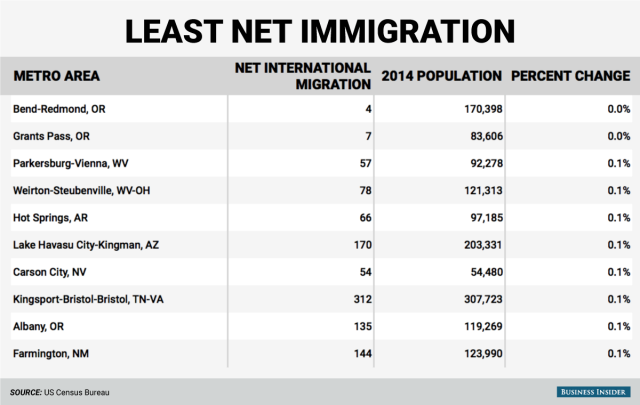 LEAST NET IMMIGRATION
METRO AREA NET INTERNATIONAL MIGRATION 2014 POPULATION PERCENT CHANGE
Bend-Redmond, OR 4 170,398 0.0%
Grants Pass, OR 7 83,606 0.0%
Parkersburg-Vienna, WV 57 92,278 0.1%
Weirton-Steubenville, WV-OH 78 121,313 0.1%
Hot Springs, AR 66 97,185 0.1%
Lake Havasu City-Kingman, AZ 170 203,331 0.1%
Carson City, NV 54 54,480 0.1%
Kingsport-Bristol-Bristol, TN-VA 312 307,723 0.1%
Albany, OR 135 119,269 0.1%
Farmington, NM 144 123,990 0.1%
SOURCE: US Census Bureau BUSINESS INSIDER